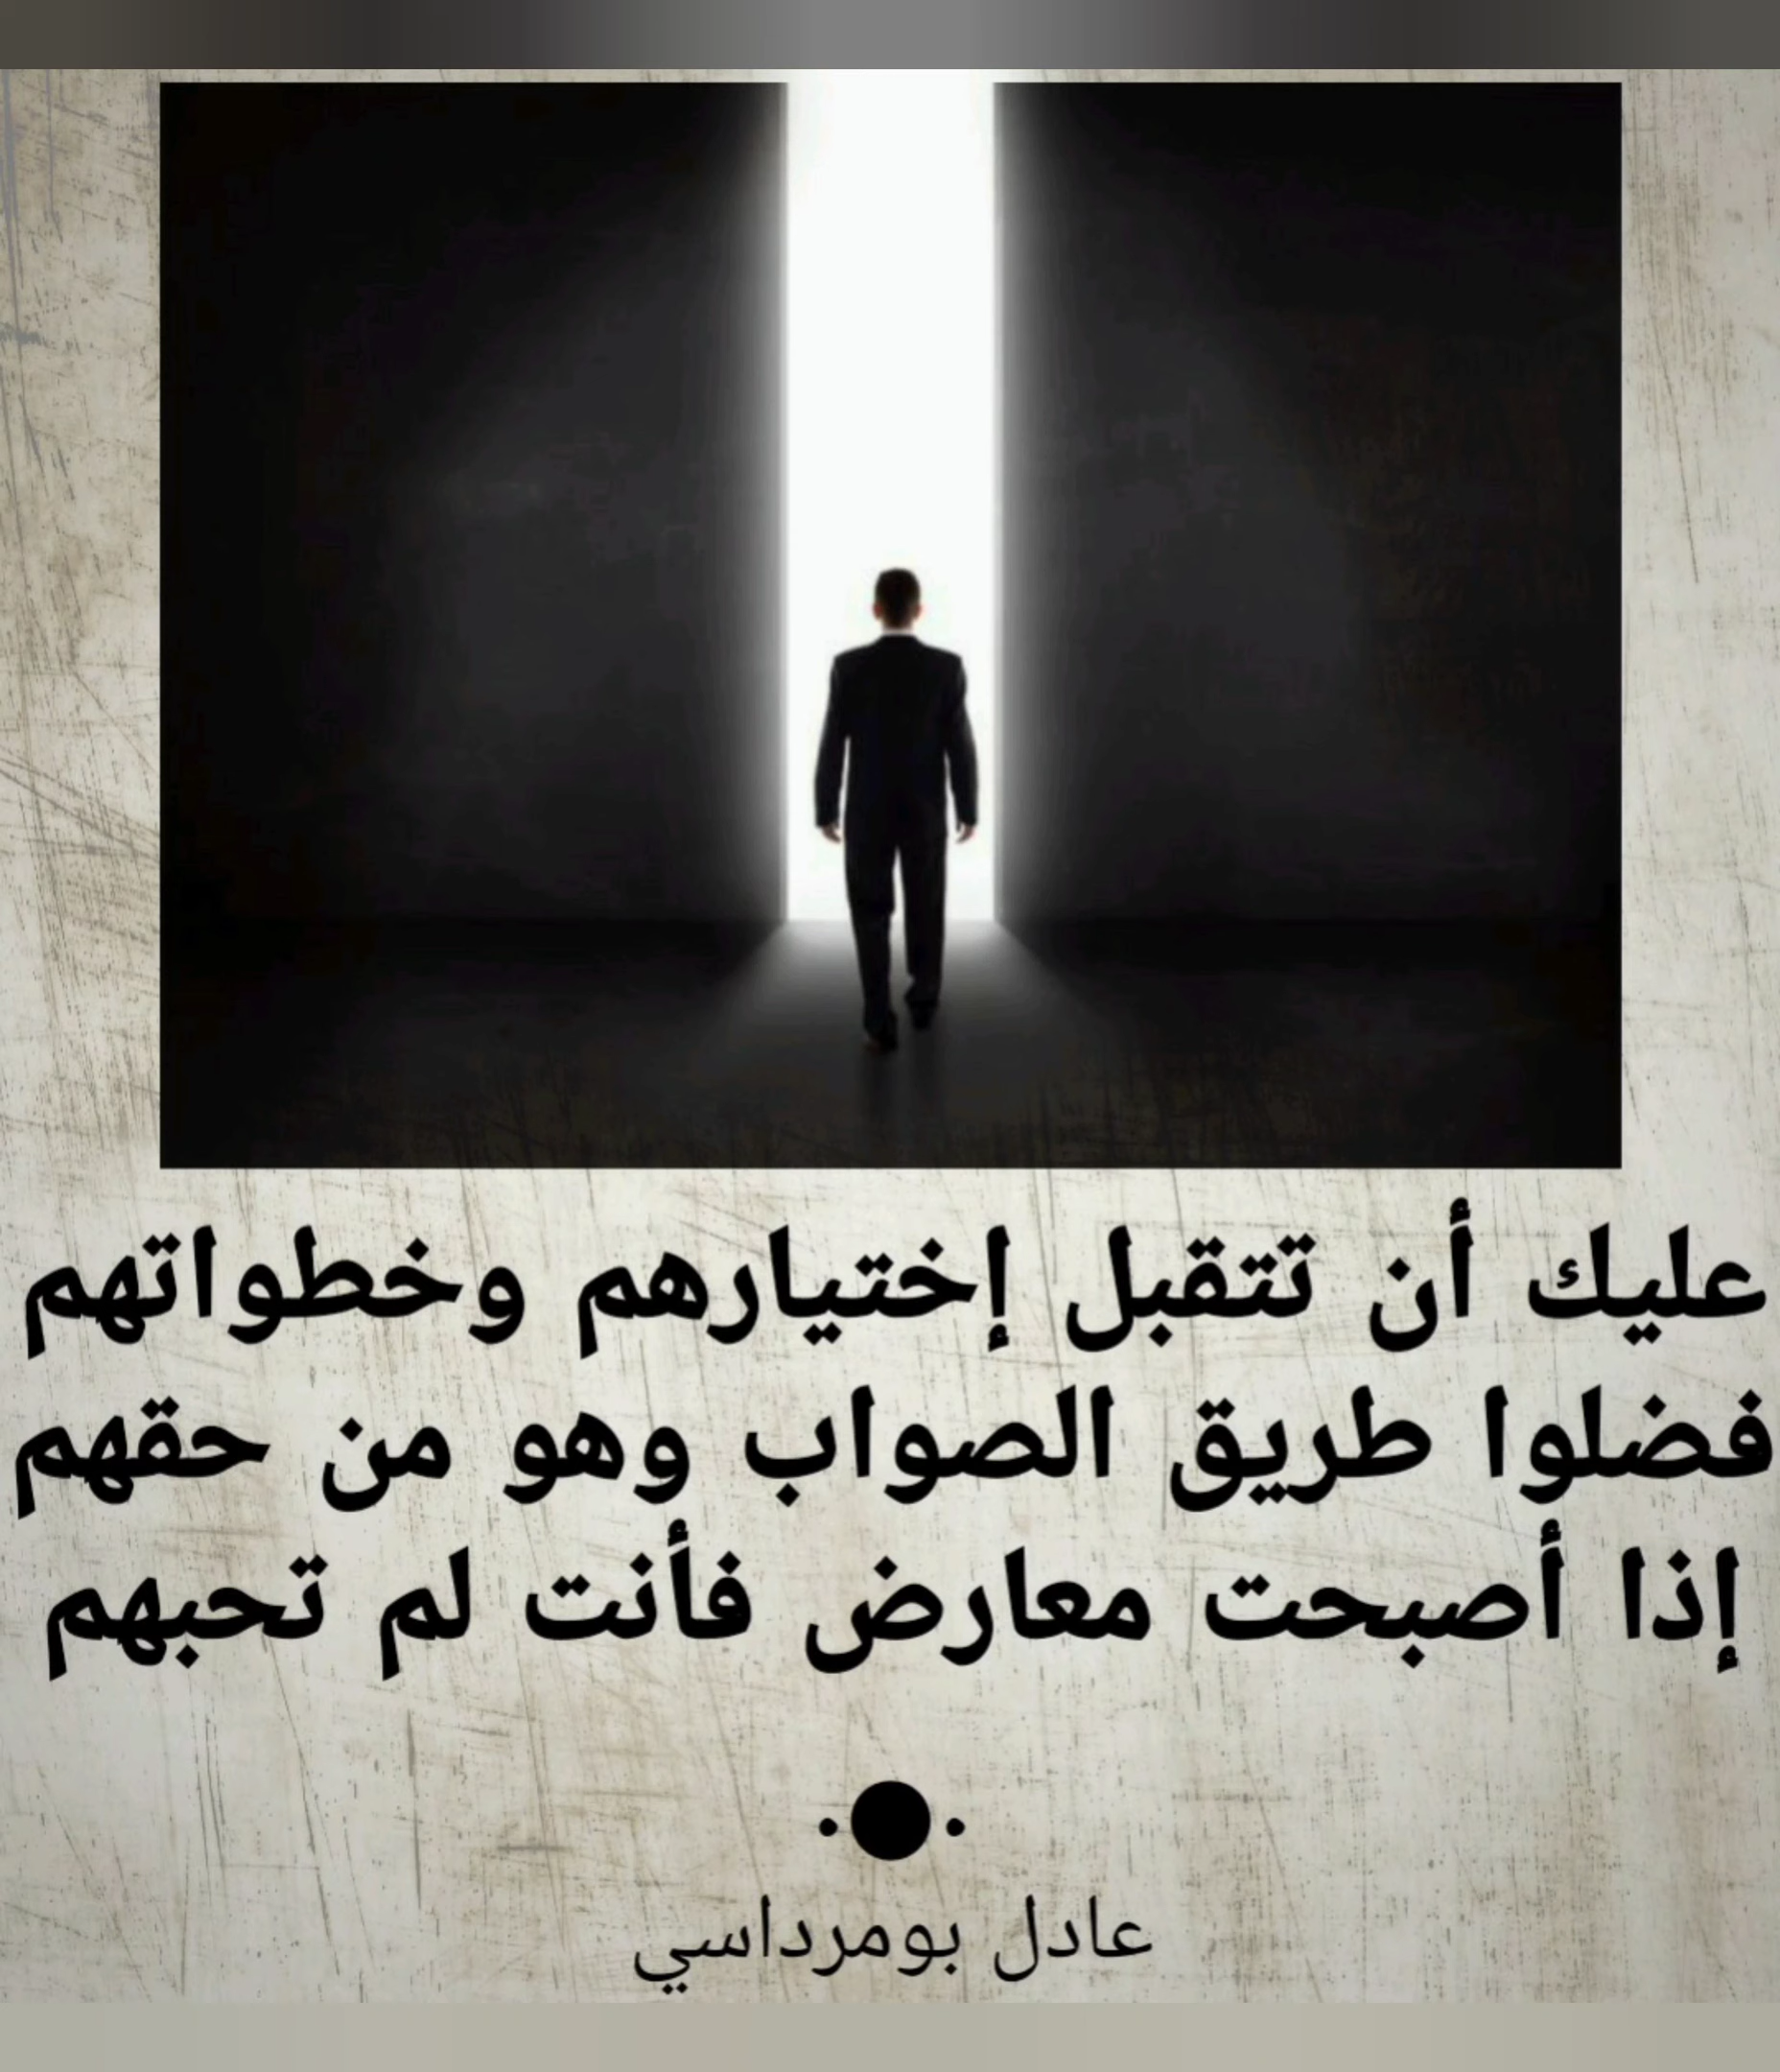 عليك أن تتقبل إختيارهم وخطواتهم
فضلوا طريق الصواب وهو من حقهم
إذا أصبحت معارض فأنت لم تحبهم
عادل بومرداسي